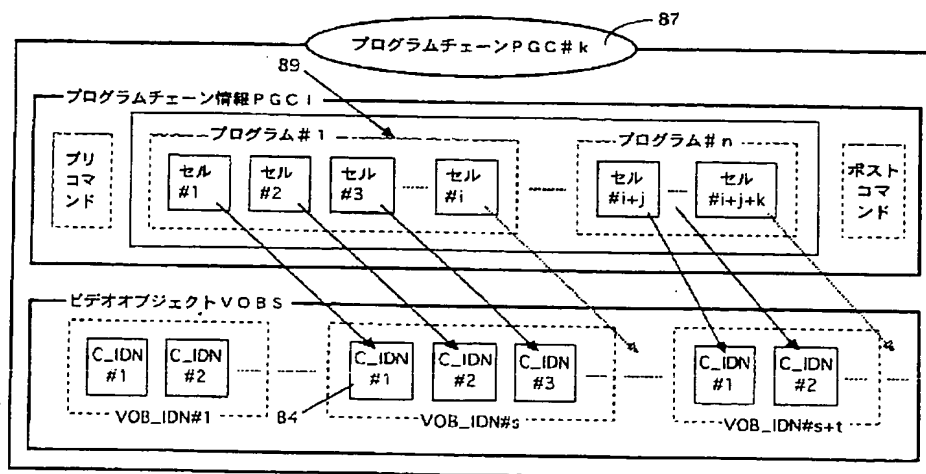 プログラムチェーンPGC#k
87
89
プログラムチェーン情報PGCI
プログラム#1
プログラム#n
プリ
コマ
ンド
セル
#1
セル
#2
セル
#3
セル
#i
セル
#i+j
セル
#i+j+k
ポスト
コマ
ンド
ビデオオブジェクトVOBS
C_IDN
#1
C_IDN
#2
C_IDN
#1
C_IDN
#2
C_IDN
#3
C_IDN
#1
C_IDN
#2
VOB_IDN#1
84
VOB_IDN#s
VOB_IDN#s+t